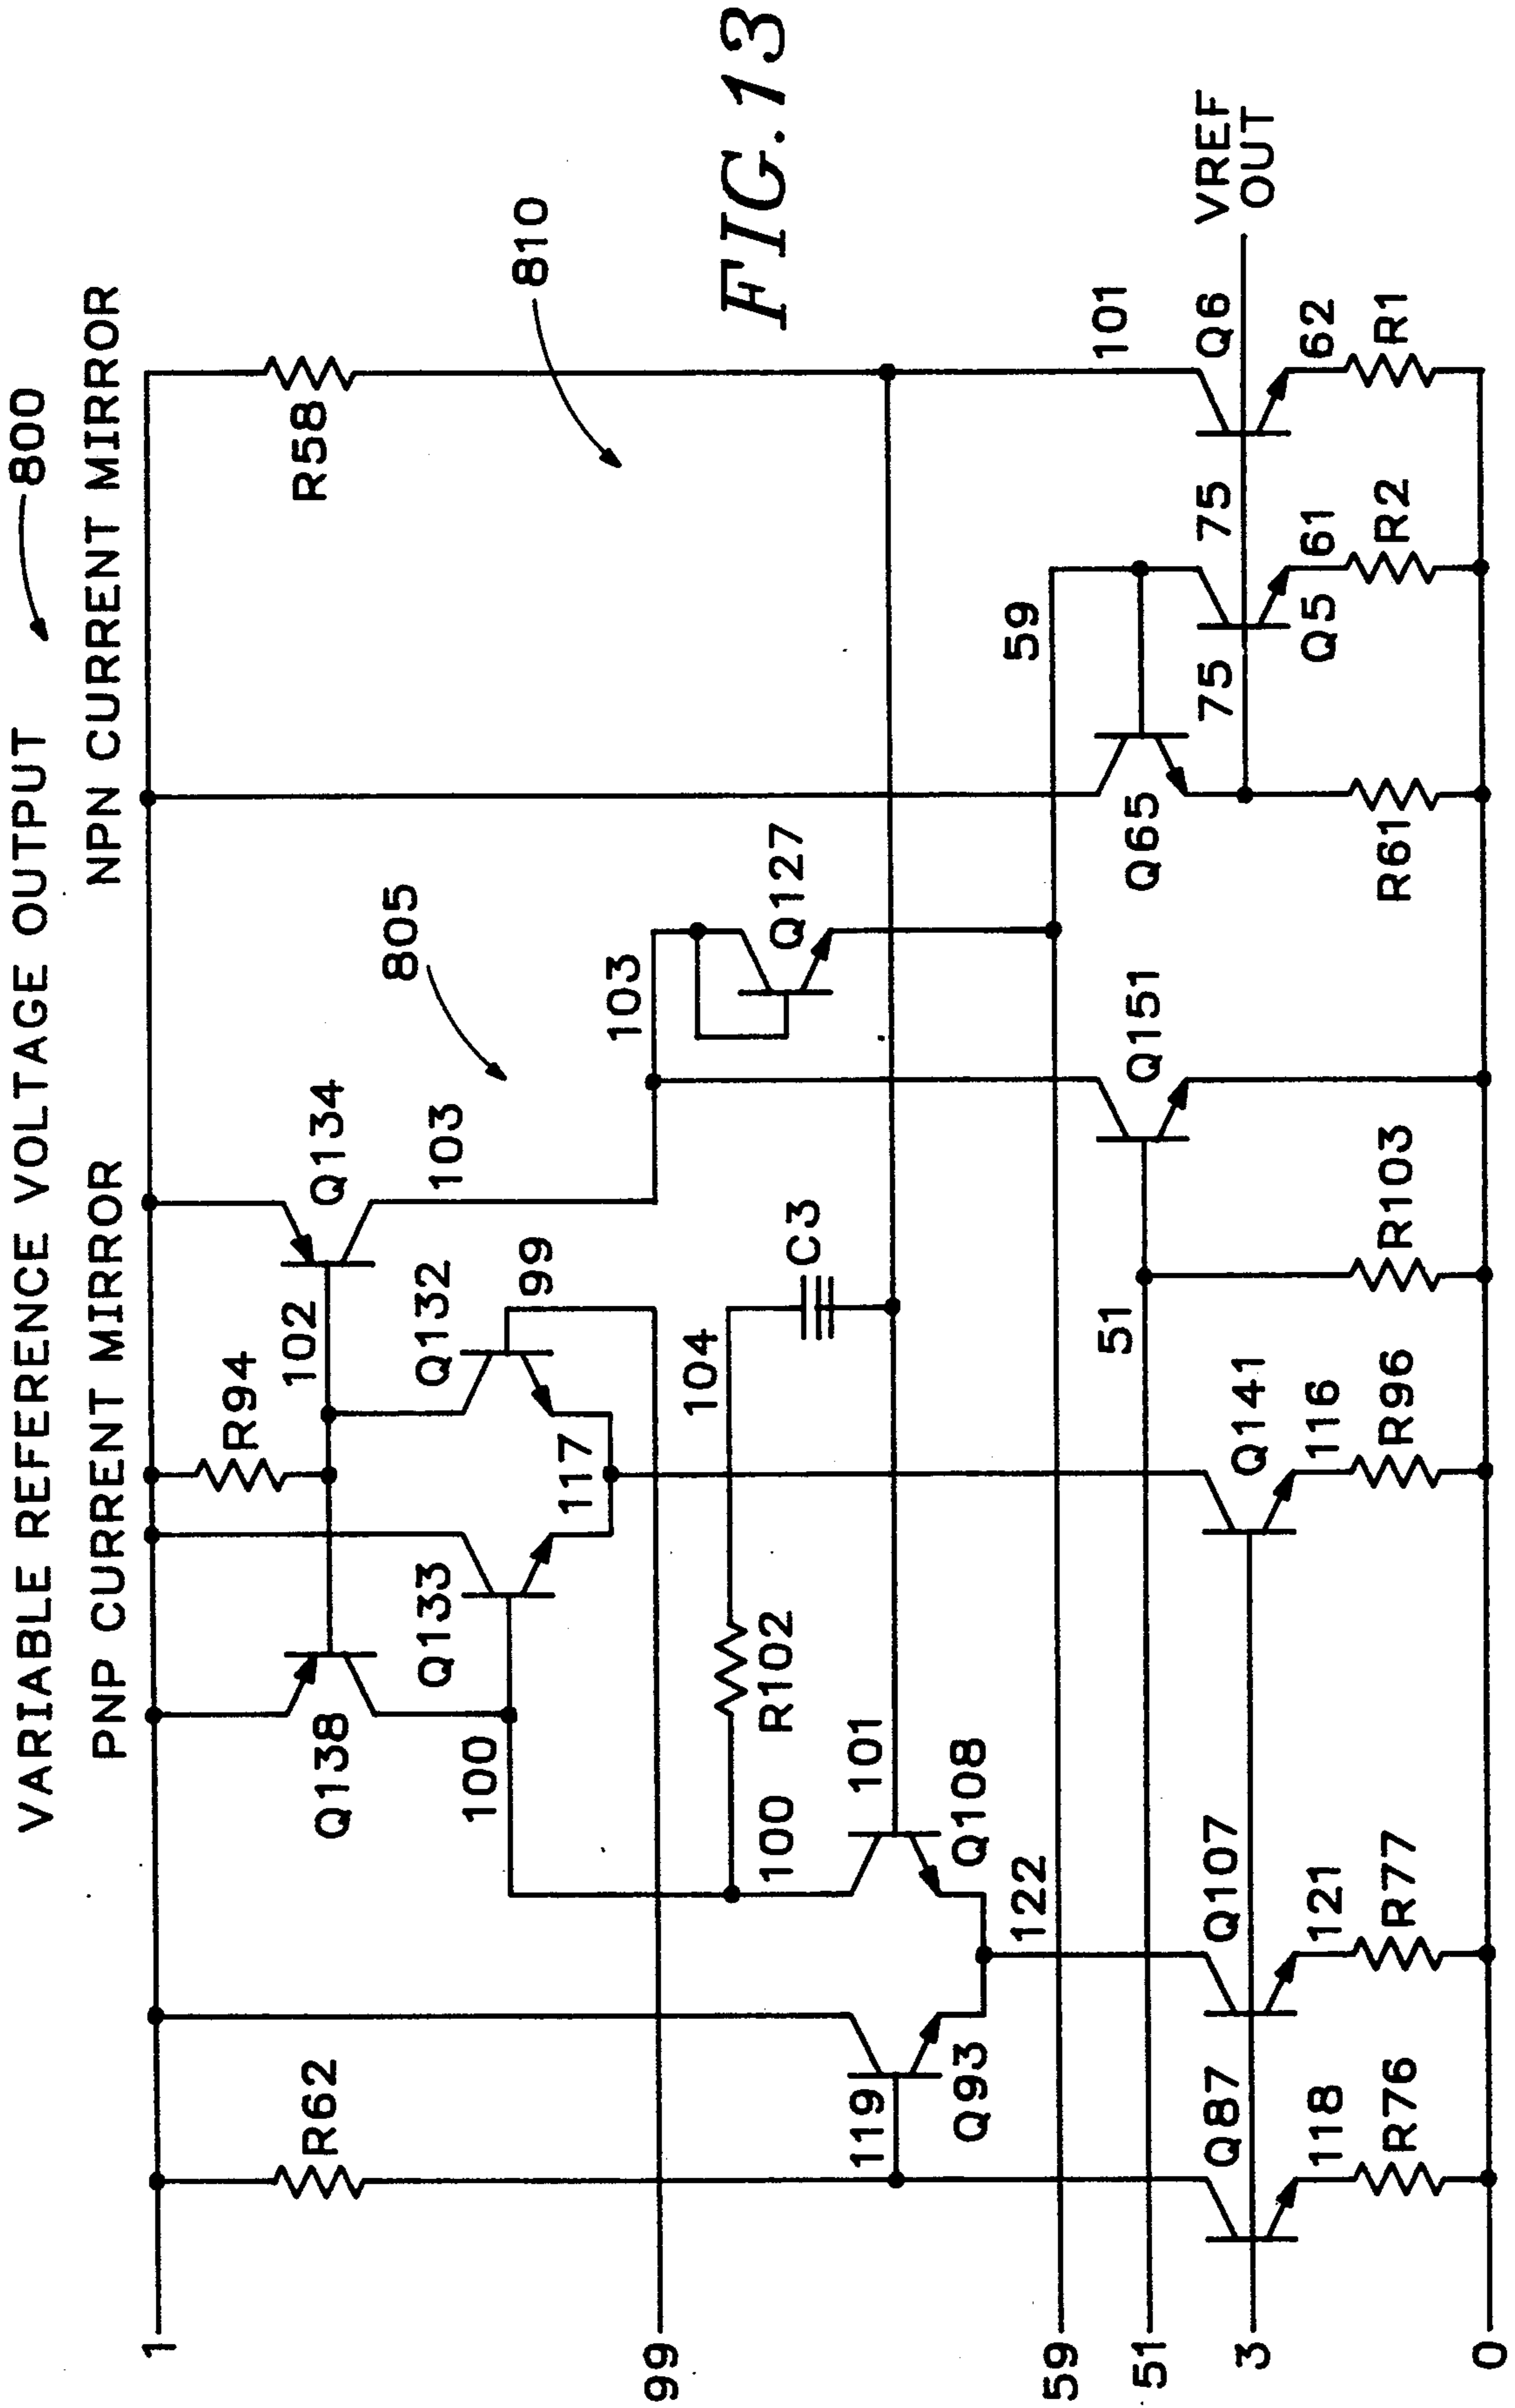 VARIABLE REFERENCE VOLTAGE OUTPUT
800
PNP CURRENT MIRROR
NPN CURRENT MIRROR
1
R62
Q138
R94
102
Q134
R58
805
810
Q133
Q132
103
99
100
117
103
99
104
Q127
FIG. 13
R102
C3
100
119
101
Q93
Q108
122
59
59
101
51
51
Q151
Q65
3
Q87
Q107
Q141
75
75
Q6
VREF
OUT
118
121
116
Q5
61
62
R76
R77
R96
R103
R61
R2
R1
0